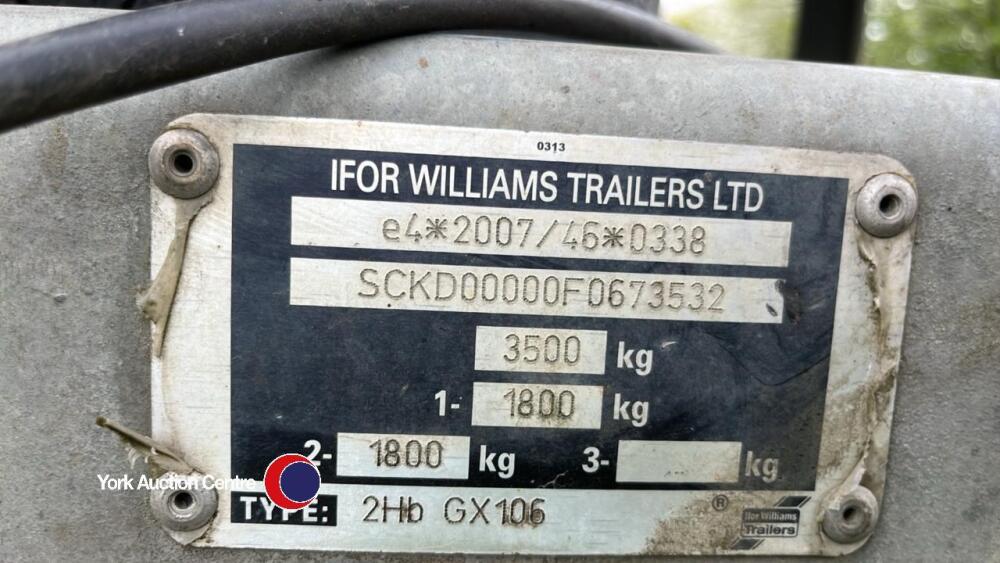 0313
IFOR WILLIAMS TRAILERS LTD
e4*2007/46*0338
SCKD00000F0673532
3500 kg
1- 1800 kg
2- 1800 kg 3- kg
York Auction Centre
TYPE: 2Hb GX106 ®
Ifor Williams
Trailers